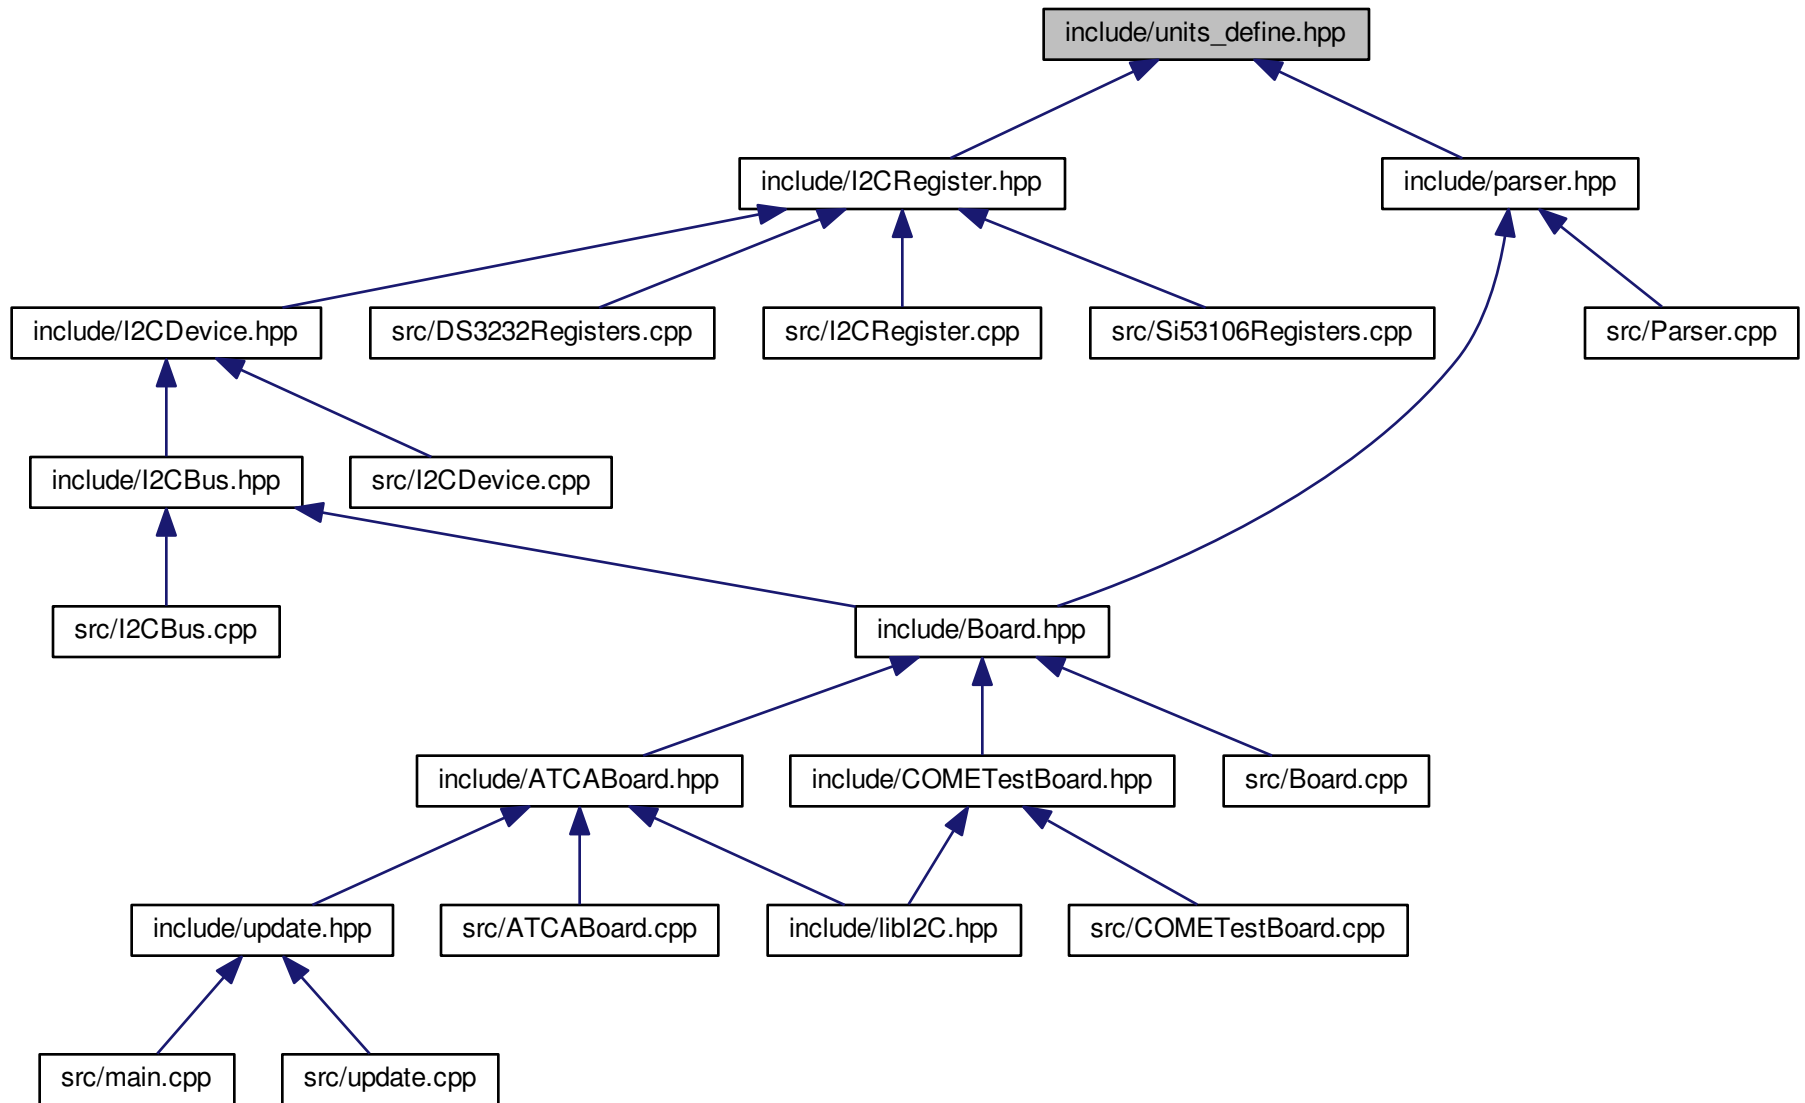 include/units_define.hpp
include/I2CRegister.hpp
include/parser.hpp
include/I2CDevice.hpp
src/DS3232Registers.cpp
src/I2CRegister.cpp
src/Si53106Registers.cpp
src/Parser.cpp
include/I2CBus.hpp
src/I2CDevice.cpp
src/I2CBus.cpp
include/Board.hpp
include/ATCABoard.hpp
include/COMETestBoard.hpp
src/Board.cpp
include/update.hpp
src/ATCABoard.cpp
include/libI2C.hpp
src/COMETestBoard.cpp
src/main.cpp
src/update.cpp